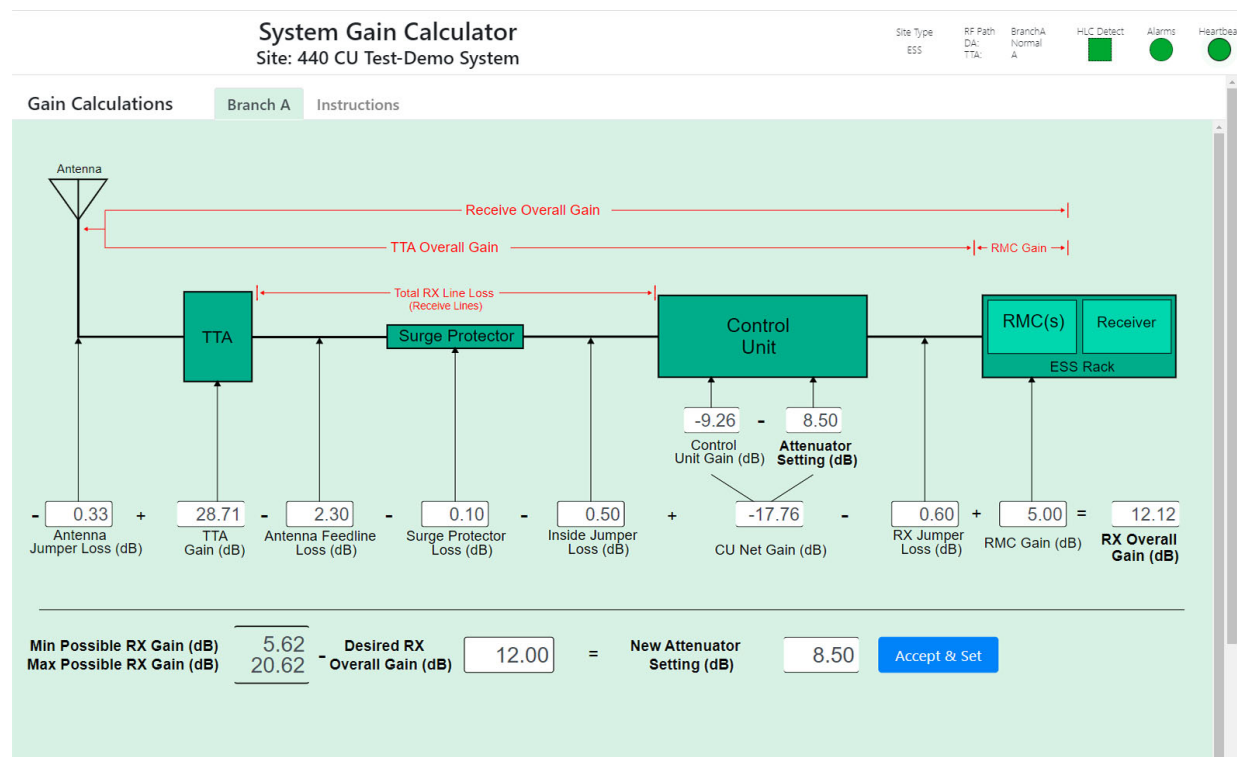 System Gain Calculator
Site: 440 CU Test-Demo System
Site Type
ESS
RF Path BranchA
DA: Normal
TTA: A
HLC Detect
Alarms
Heartbea
Gain Calculations Branch A Instructions
Antenna
Receive Overall Gain
TTA Overall Gain
RMC Gain
Total RX Line Loss
(Receive Lines)
TTA
Surge Protector
Control
Unit
RMC(s)
Receiver
ESS Rack
-9.26 - 8.50
Control
Unit Gain (dB)
Attenuator
Setting (dB)
- 0.33 + 28.71 - 2.30 - 0.10 - 0.50 + -17.76 - 0.60 + 5.00 = 12.12
Antenna
Jumper Loss (dB)
TTA
Gain (dB)
Antenna Feedline
Loss (dB)
Surge Protector
Loss (dB)
Inside Jumper
Loss (dB)
CU Net Gain (dB)
RX Jumper
Loss (dB)
RMC Gain (dB)
RX Overall
Gain (dB)
Min Possible RX Gain (dB) 5.62
Max Possible RX Gain (dB) 20.62
- Desired RX
Overall Gain (dB)
12.00
=
New Attenuator
Setting (dB)
8.50
Accept & Set